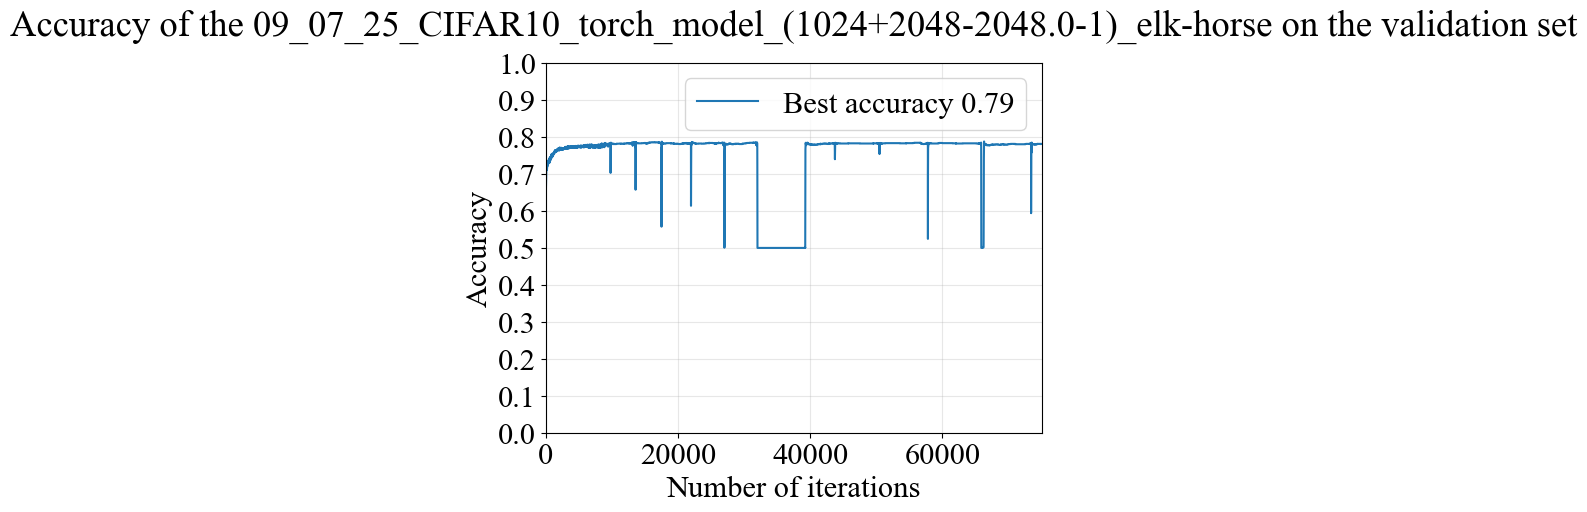 Accuracy of the 09_07_25_CIFAR10_torch_model_(1024+2048-2048.0-1)_elk-horse on the validation set
1.0
Best accuracy 0.79
0.9
0.8
0.7
0.6
0.5
0.4
0.3
0.2
0.1
0.0
Accuracy
0 20000 40000 60000
Number of iterations